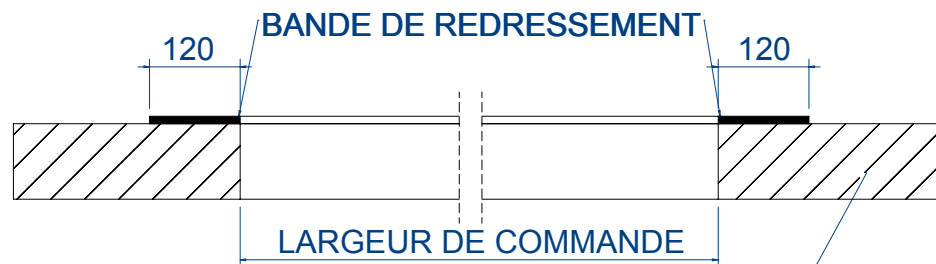 BANDE DE REDRESSEMENT
120
120
LARGEUR DE COMMANDE